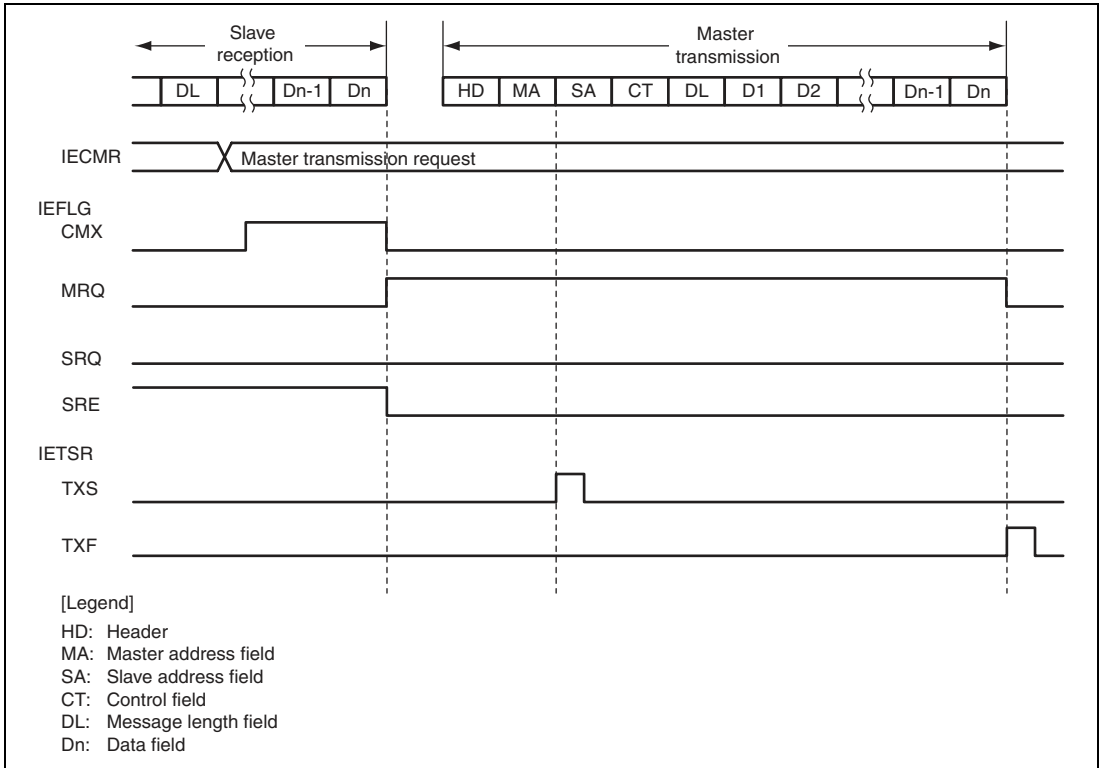 Slave
reception
Master
transmission
DL Dn-1 Dn HD MA SA CT DL D1 D2 Dn-1 Dn
IECMR Master transmission request
IEFLG
CMX
MRQ
SRQ
SRE
IETSR
TXS
TXF
[Legend]
HD: Header
MA: Master address field
SA: Slave address field
CT: Control field
DL: Message length field
Dn: Data field